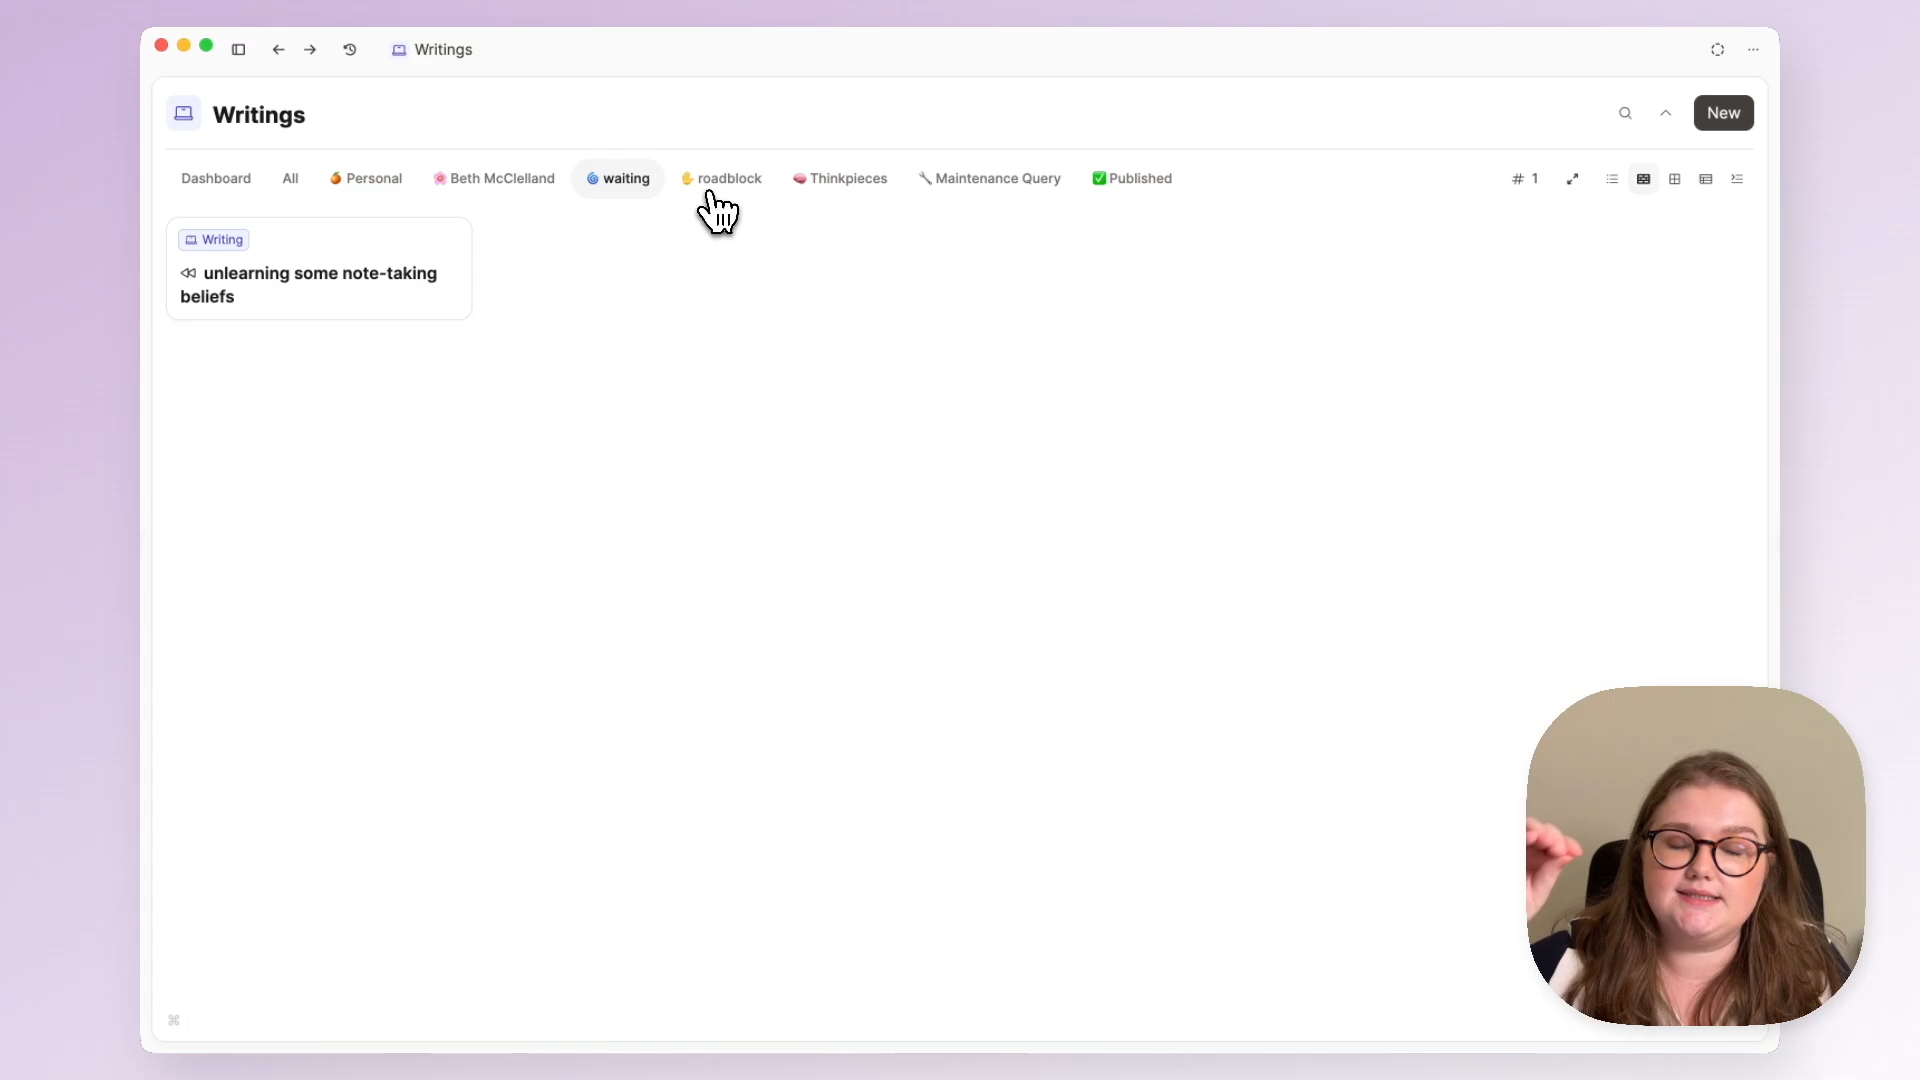 Writings
Writings
New
Dashboard All Personal Beth McClelland waiting roadblock Thinkpieces Maintenance Query Published # 1
Writing
unlearning some note-taking
beliefs